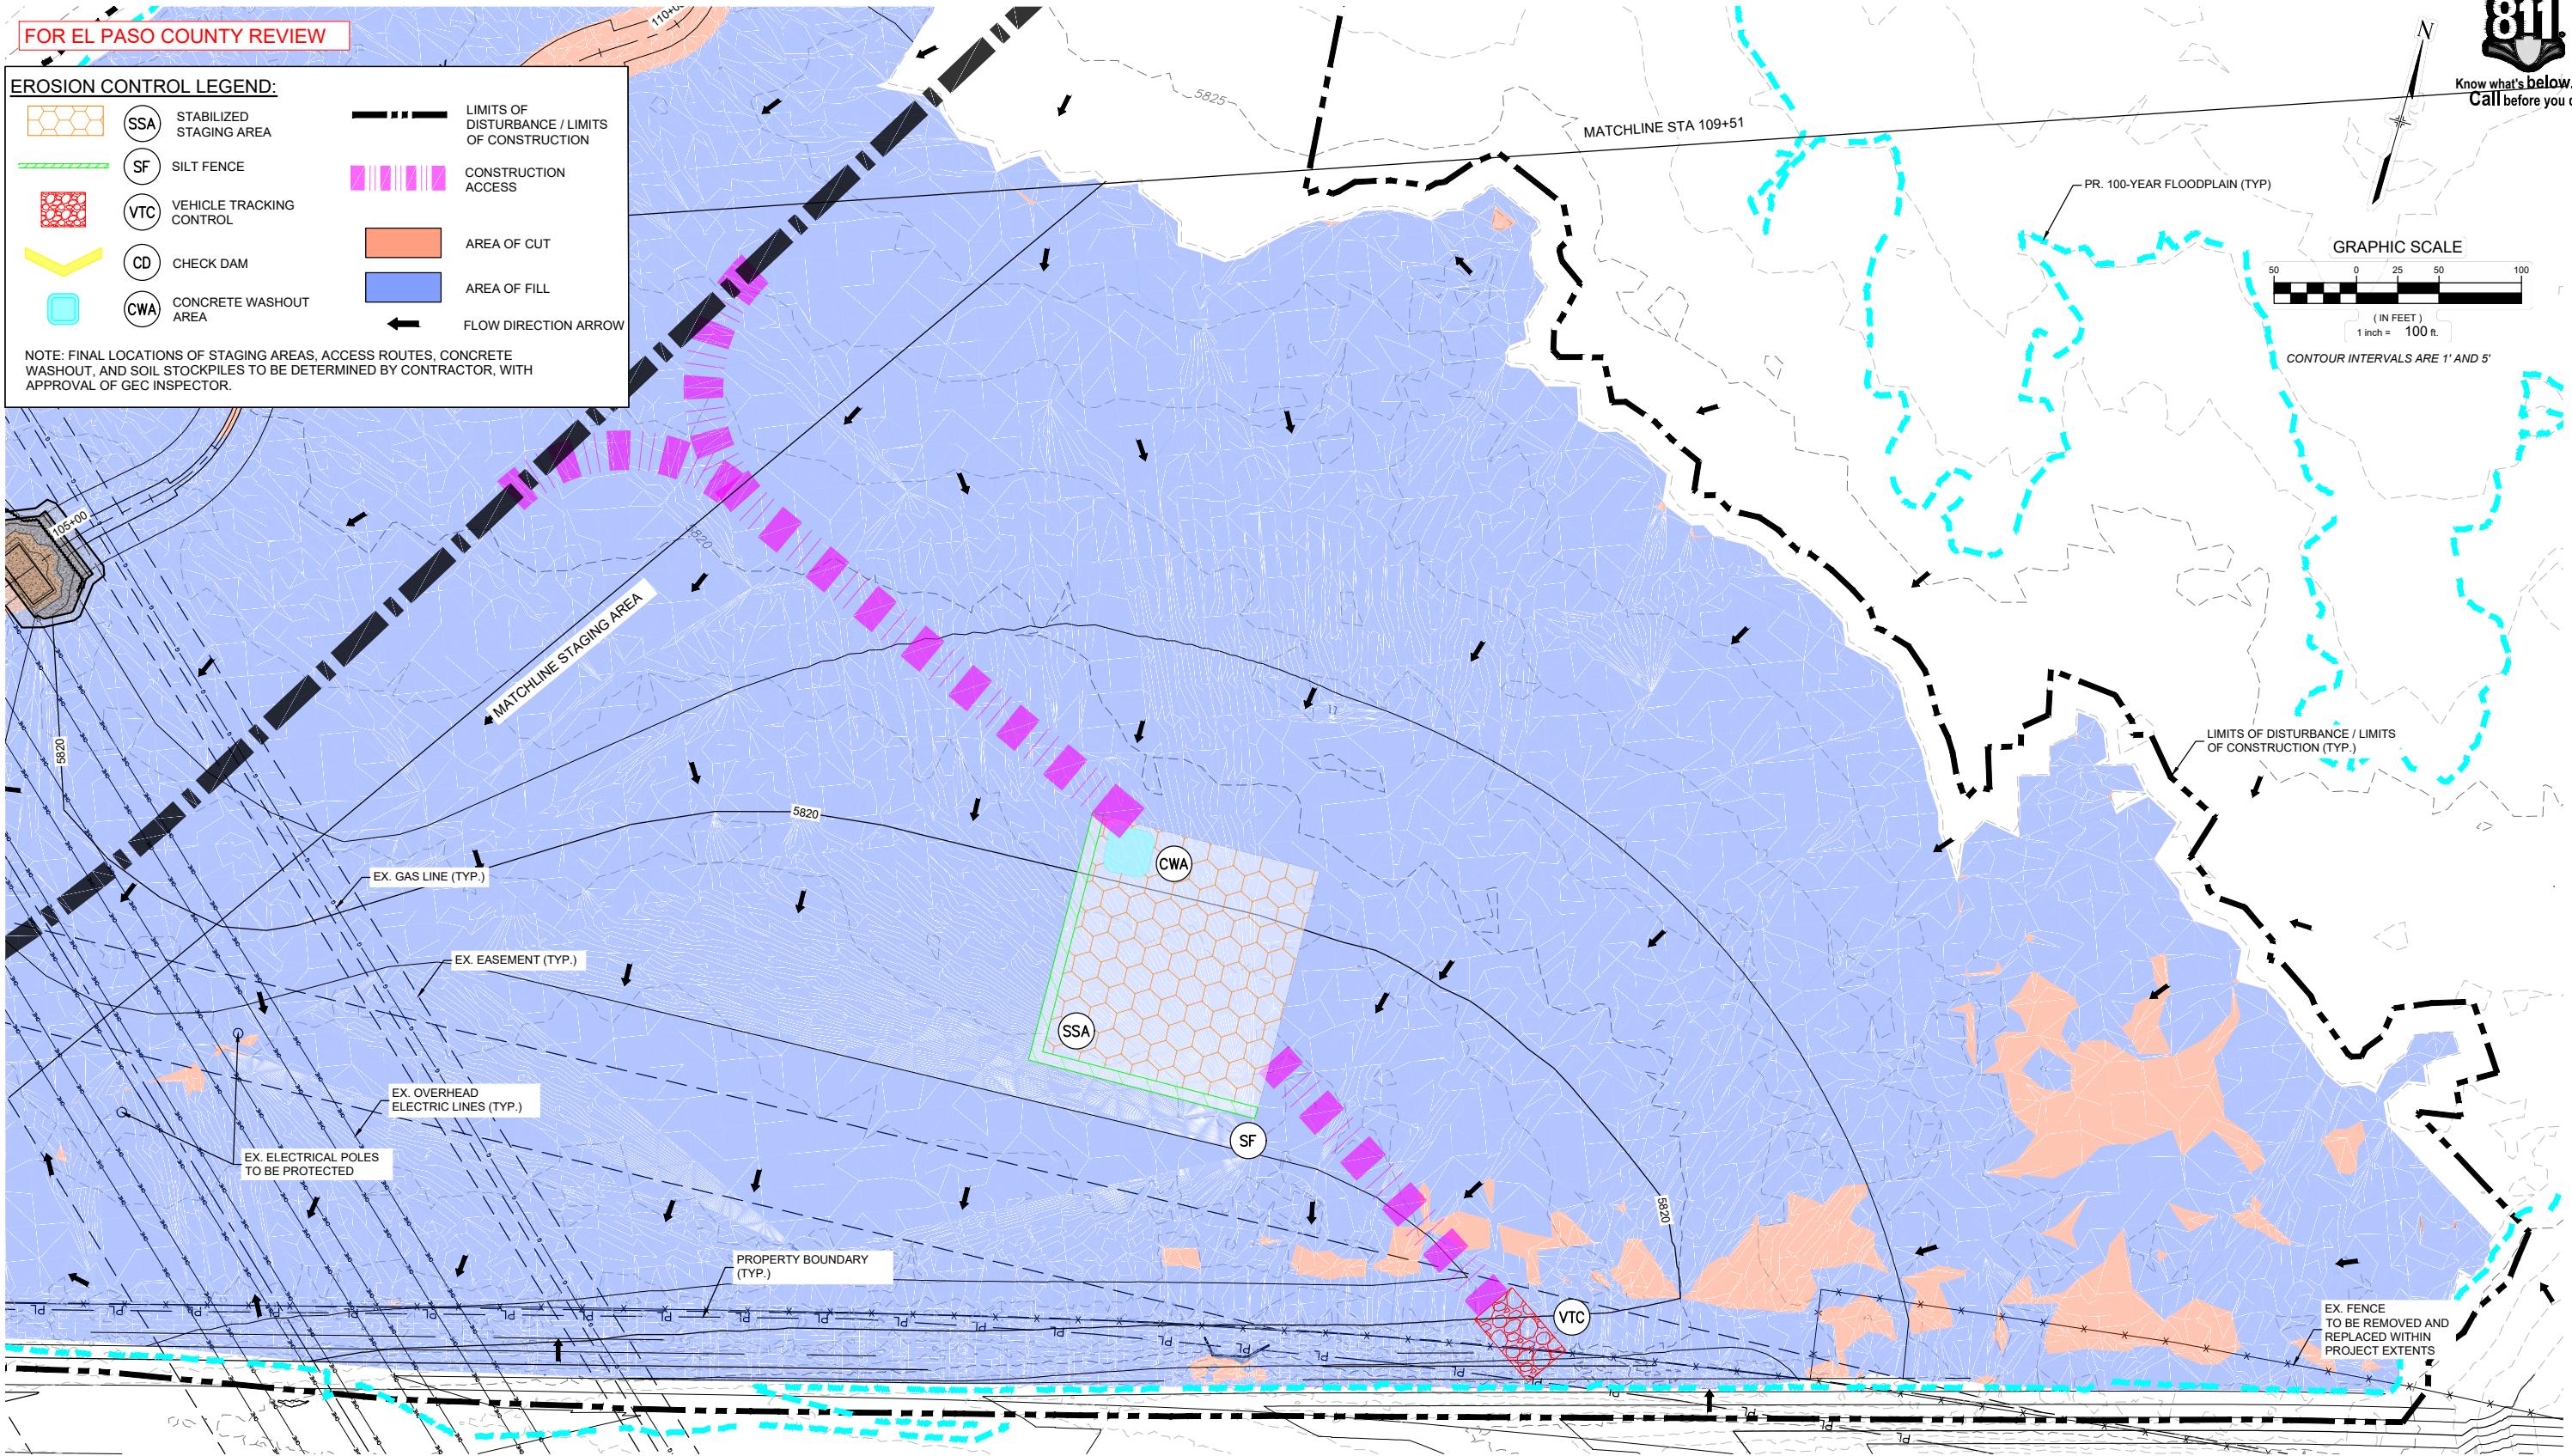 FOR EL PASO COUNTY REVIEW
EROSION CONTROL LEGEND:
SSA
STABILIZED
STAGING AREA
SF
SILT FENCE
VTC
VEHICLE TRACKING
CONTROL
CD
CHECK DAM
CWA
CONCRETE WASHOUT
AREA
LIMITS OF
DISTURBANCE / LIMITS
OF CONSTRUCTION
CONSTRUCTION
ACCESS
AREA OF CUT
AREA OF FILL
FLOW DIRECTION ARROW
NOTE: FINAL LOCATIONS OF STAGING AREAS, ACCESS ROUTES, CONCRETE
WASHOUT, AND SOIL STOCKPILES TO BE DETERMINED BY CONTRACTOR, WITH
APPROVAL OF GEC INSPECTOR.
5825
MATCHLINE STA 109+51
N
811
Know what's below.
Call before you
PR. 100-YEAR FLOODPLAIN (TYP)
GRAPHIC SCALE
50 0 25 50 100
( IN FEET )
1 inch = 100 ft.
CONTOUR INTERVALS ARE 1' AND 5'
105+00
5820
MATCHLINE STAGING AREA
5820
5820
LIMITS OF DISTURBANCE / LIMITS
OF CONSTRUCTION (TYP.)
CWA
EX. GAS LINE (TYP.)
EX. EASEMENT (TYP.)
SSA
EX. OVERHEAD
ELECTRIC LINES (TYP.)
SF
EX. ELECTRICAL POLES
TO BE PROTECTED
5820
PROPERTY BOUNDARY
(TYP.)
VTC
EX. FENCE
TO BE REMOVED AND
REPLACED WITHIN
PROJECT EXTENTS
PL